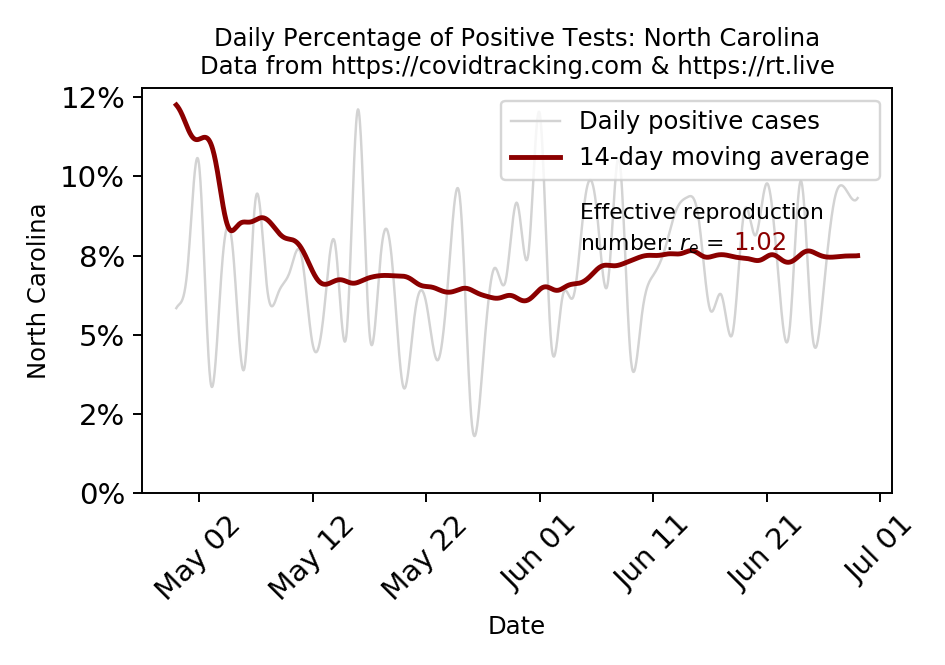 Daily Percentage of Positive Tests: North Carolina
Data from https://covidtracking.com & https://rt.live
12%
10%
8%
5%
2%
0%
North Carolina
Daily positive cases
14-day moving average
Effective reproduction
number: rₑ = 1.02
May 02
May 12
May 22
Jun 01
Jun 11
Jun 21
Jul 01
Date